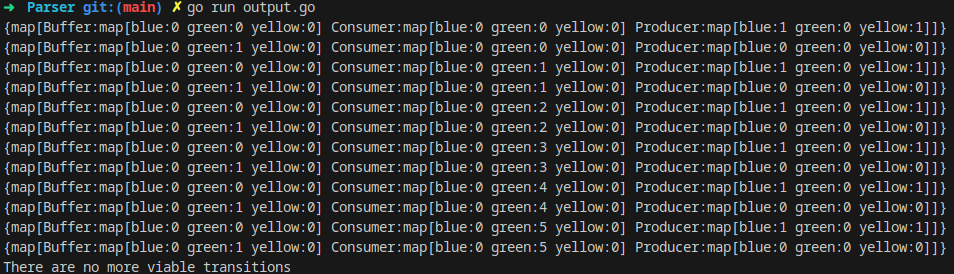 ➜ Parser git:(main) ✗ go run output.go
{map[Buffer:map[blue:0 green:0 yellow:0] Consumer:map[blue:0 green:0 yellow:0] Producer:map[blue:1 green:0 yellow:1]]}
{map[Buffer:map[blue:0 green:1 yellow:0] Consumer:map[blue:0 green:0 yellow:0] Producer:map[blue:0 green:0 yellow:0]]}
{map[Buffer:map[blue:0 green:0 yellow:0] Consumer:map[blue:0 green:1 yellow:0] Producer:map[blue:1 green:0 yellow:1]]}
{map[Buffer:map[blue:0 green:1 yellow:0] Consumer:map[blue:0 green:1 yellow:0] Producer:map[blue:0 green:0 yellow:0]]}
{map[Buffer:map[blue:0 green:0 yellow:0] Consumer:map[blue:0 green:2 yellow:0] Producer:map[blue:1 green:0 yellow:1]]}
{map[Buffer:map[blue:0 green:1 yellow:0] Consumer:map[blue:0 green:2 yellow:0] Producer:map[blue:0 green:0 yellow:0]]}
{map[Buffer:map[blue:0 green:0 yellow:0] Consumer:map[blue:0 green:3 yellow:0] Producer:map[blue:1 green:0 yellow:1]]}
{map[Buffer:map[blue:0 green:1 yellow:0] Consumer:map[blue:0 green:3 yellow:0] Producer:map[blue:0 green:0 yellow:0]]}
{map[Buffer:map[blue:0 green:0 yellow:0] Consumer:map[blue:0 green:4 yellow:0] Producer:map[blue:1 green:0 yellow:1]]}
{map[Buffer:map[blue:0 green:1 yellow:0] Consumer:map[blue:0 green:4 yellow:0] Producer:map[blue:0 green:0 yellow:0]]}
{map[Buffer:map[blue:0 green:0 yellow:0] Consumer:map[blue:0 green:5 yellow:0] Producer:map[blue:1 green:0 yellow:1]]}
{map[Buffer:map[blue:0 green:1 yellow:0] Consumer:map[blue:0 green:5 yellow:0] Producer:map[blue:0 green:0 yellow:0]]}
There are no more viable transitions